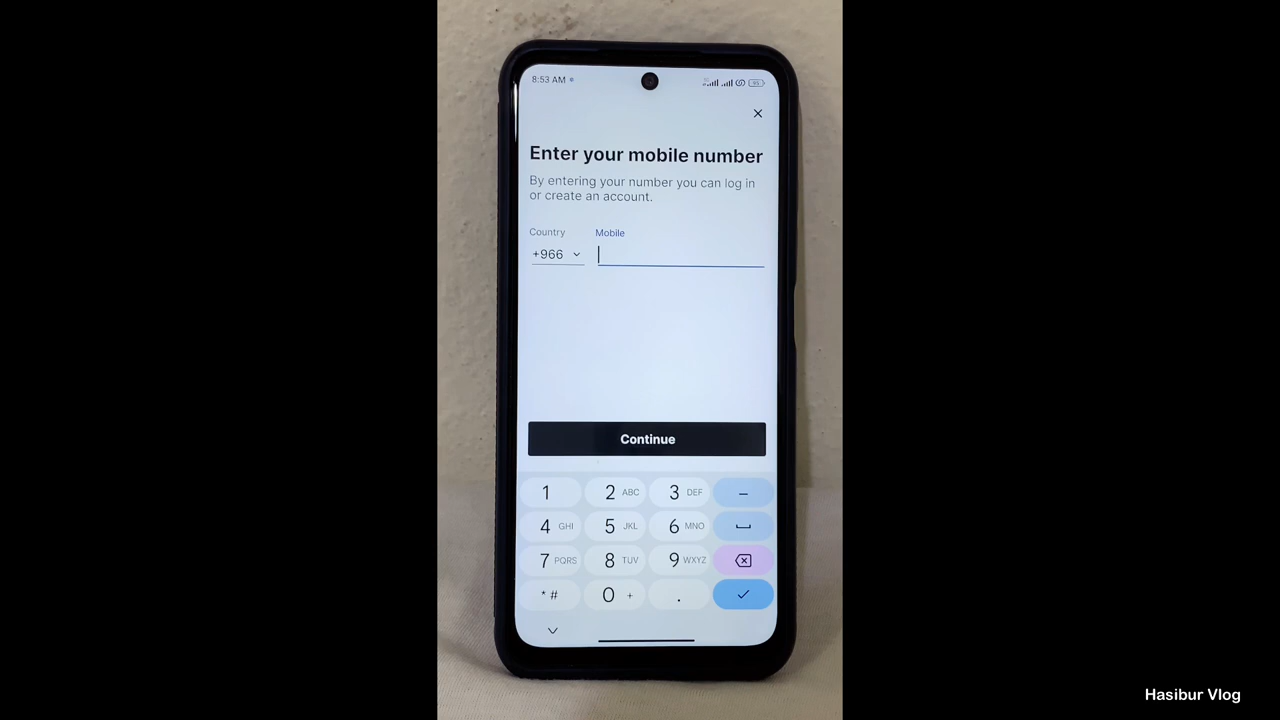 8:53 AM
Enter your mobile number
By entering your number you can log in
or create an account.
Country
Mobile
+966
Continue
1
2 ABC
3 DEF
4 GHI
5 JKL
6 MNO
7 PQRS
8 TUV
9 WXYZ
* #
0 +
.
Hasibur Vlog